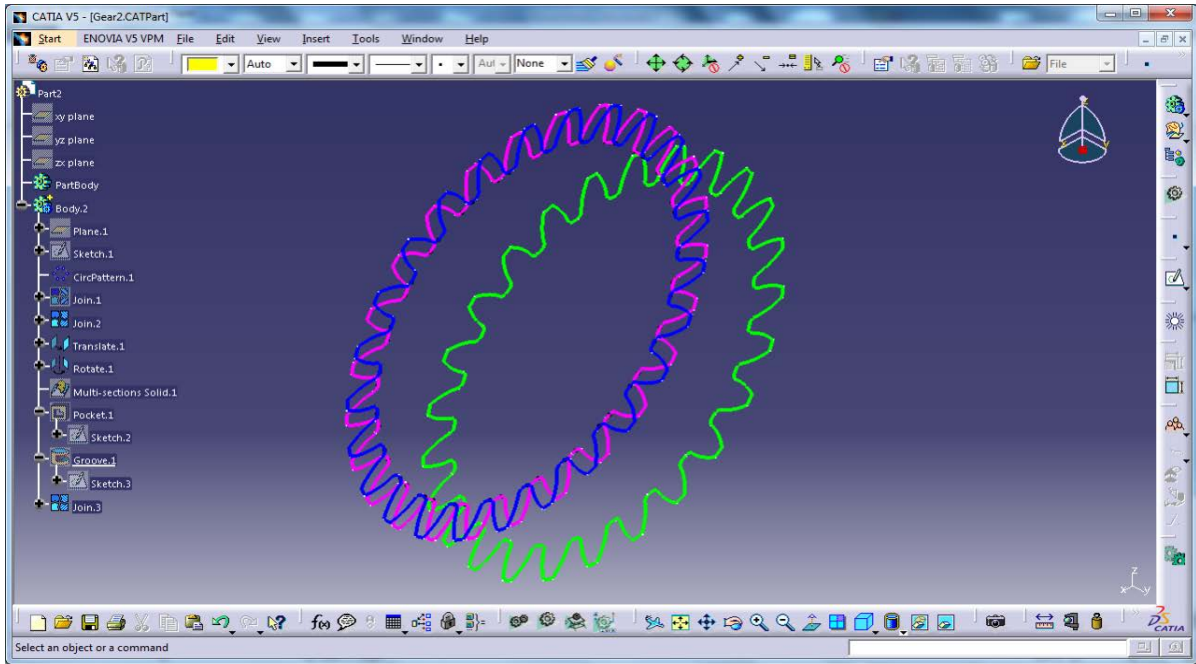 CATIA V5 - [Gear2.CATPart]
Start ENOVIA V5 VPM File Edit View Insert Tools Window Help
Auto Aut None File
Part2
xy plane
yz plane
zx plane
PartBody
Body.2
Plane.1
Sketch.1
CircPattern.1
Join.1
Join.2
Translate.1
Rotate.1
Multi-sections Solid.1
Pocket.1
Sketch.2
Groove.1
Sketch.3
Join.3
z
x y
f(x)
CATIA
Select an object or a command